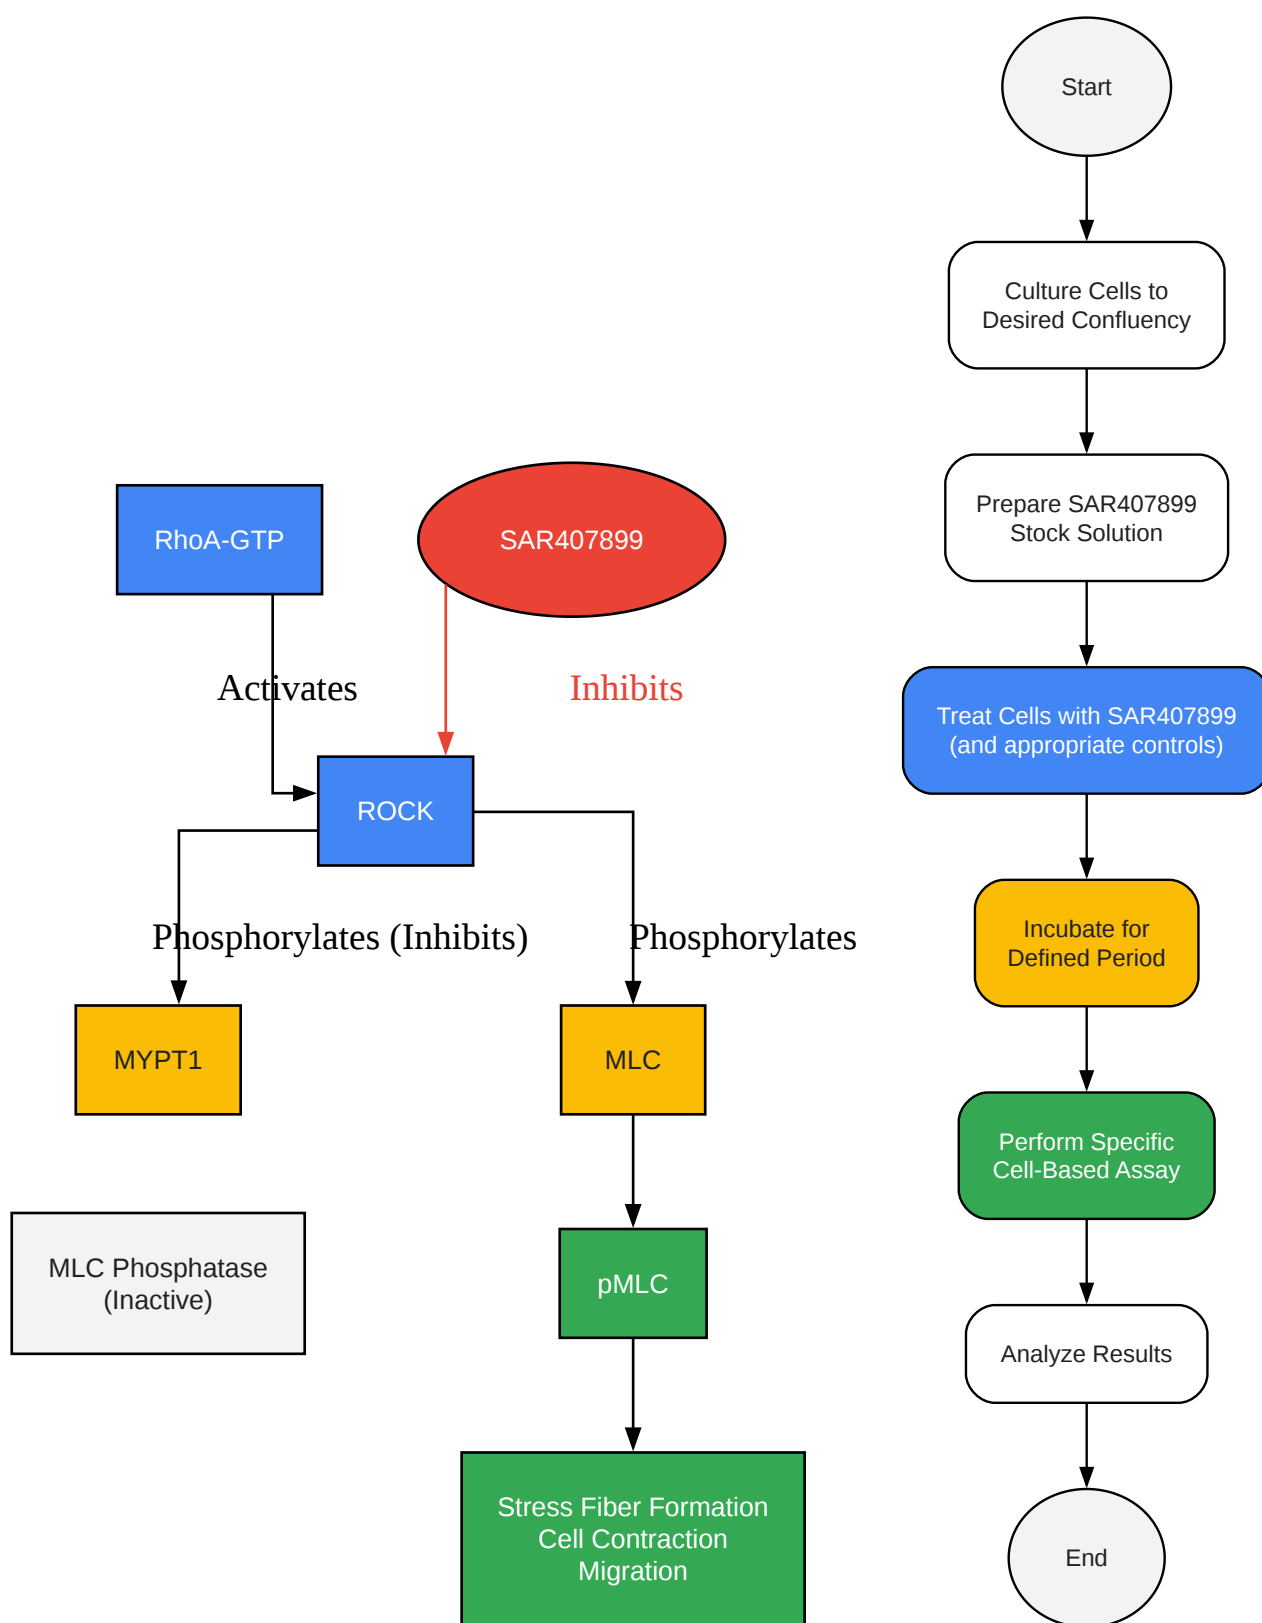 RhoA-GTP
SAR407899
Activates
Inhibits
ROCK
Phosphorylates (Inhibits)
Phosphorylates
MYPT1
MLC
MLC Phosphatase
(Inactive)
pMLC
Stress Fiber Formation
Cell Contraction
Migration
Start
Culture Cells to
Desired Confluency
Prepare SAR407899
Stock Solution
Treat Cells with SAR407899
(and appropriate controls)
Incubate for
Defined Period
Perform Specific
Cell-Based Assay
Analyze Results
End